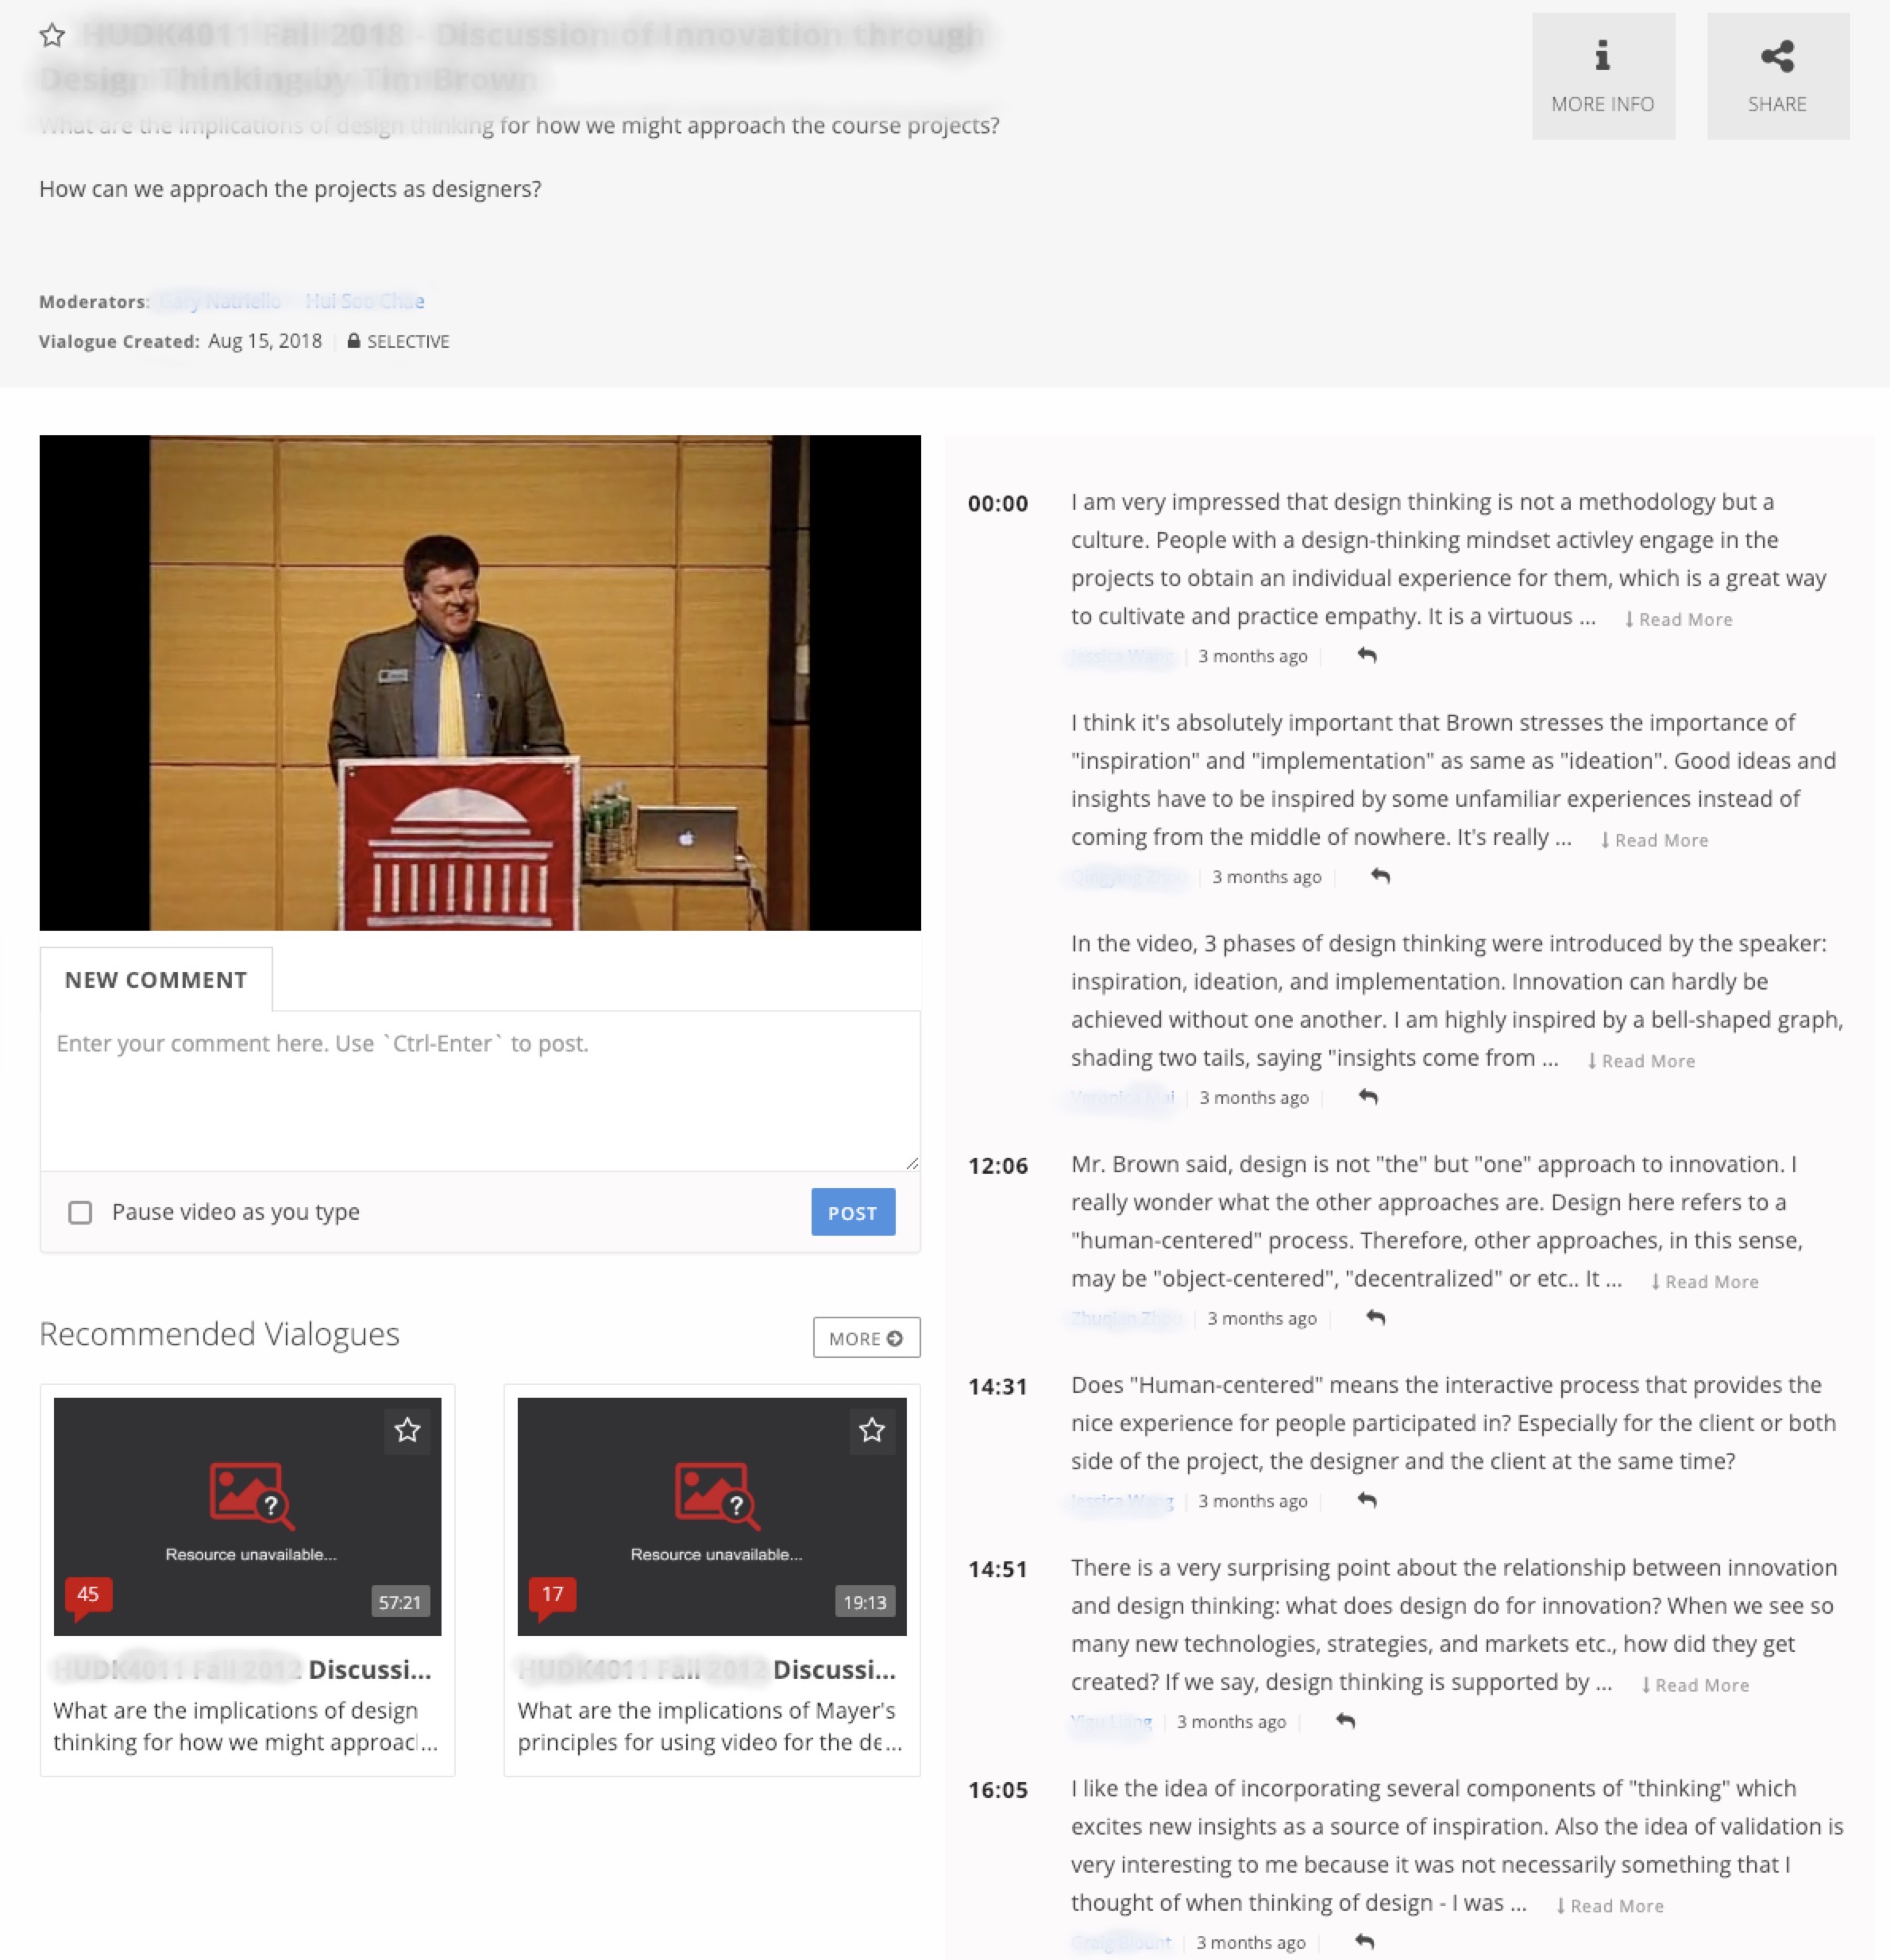 for how we might approach the course projects?
MORE INFO
SHARE
How can we approach the projects as designers?
Moderators:
Vialogue Created: Aug 15, 2018 SELECTIVE
NEW COMMENT
Enter your comment here. Use `Ctrl-Enter` to post.
Pause video as you type
POST
Recommended Vialogues
MORE
Resource unavailable...
45
57:21
Discussi...
What are the implications of design
thinking for how we might approac...
Resource unavailable...
17
19:13
Discussi...
What are the implications of Mayer's
principles for using video for the de...
00:00
I am very impressed that design thinking is not a methodology but a
culture. People with a design-thinking mindset activley engage in the
projects to obtain an individual experience for them, which is a great way
to cultivate and practice empathy. It is a virtuous ... Read More
3 months ago
I think it's absolutely important that Brown stresses the importance of
"inspiration" and "implementation" as same as "ideation". Good ideas and
insights have to be inspired by some unfamiliar experiences instead of
coming from the middle of nowhere. It's really ... Read More
3 months ago
In the video, 3 phases of design thinking were introduced by the speaker:
inspiration, ideation, and implementation. Innovation can hardly be
achieved without one another. I am highly inspired by a bell-shaped graph,
shading two tails, saying "insights come from ... Read More
3 months ago
12:06
Mr. Brown said, design is not "the" but "one" approach to innovation. I
really wonder what the other approaches are. Design here refers to a
"human-centered" process. Therefore, other approaches, in this sense,
may be "object-centered", "decentralized" or etc.. It ... Read More
3 months ago
14:31
Does "Human-centered" means the interactive process that provides the
nice experience for people participated in? Especially for the client or both
side of the project, the designer and the client at the same time?
3 months ago
14:51
There is a very surprising point about the relationship between innovation
and design thinking: what does design do for innovation? When we see so
many new technologies, strategies, and markets etc., how did they get
created? If we say, design thinking is supported by ... Read More
3 months ago
16:05
I like the idea of incorporating several components of "thinking" which
excites new insights as a source of inspiration. Also the idea of validation is
very interesting to me because it was not necessarily something that I
thought of when thinking of design - I was ... Read More
3 months ago